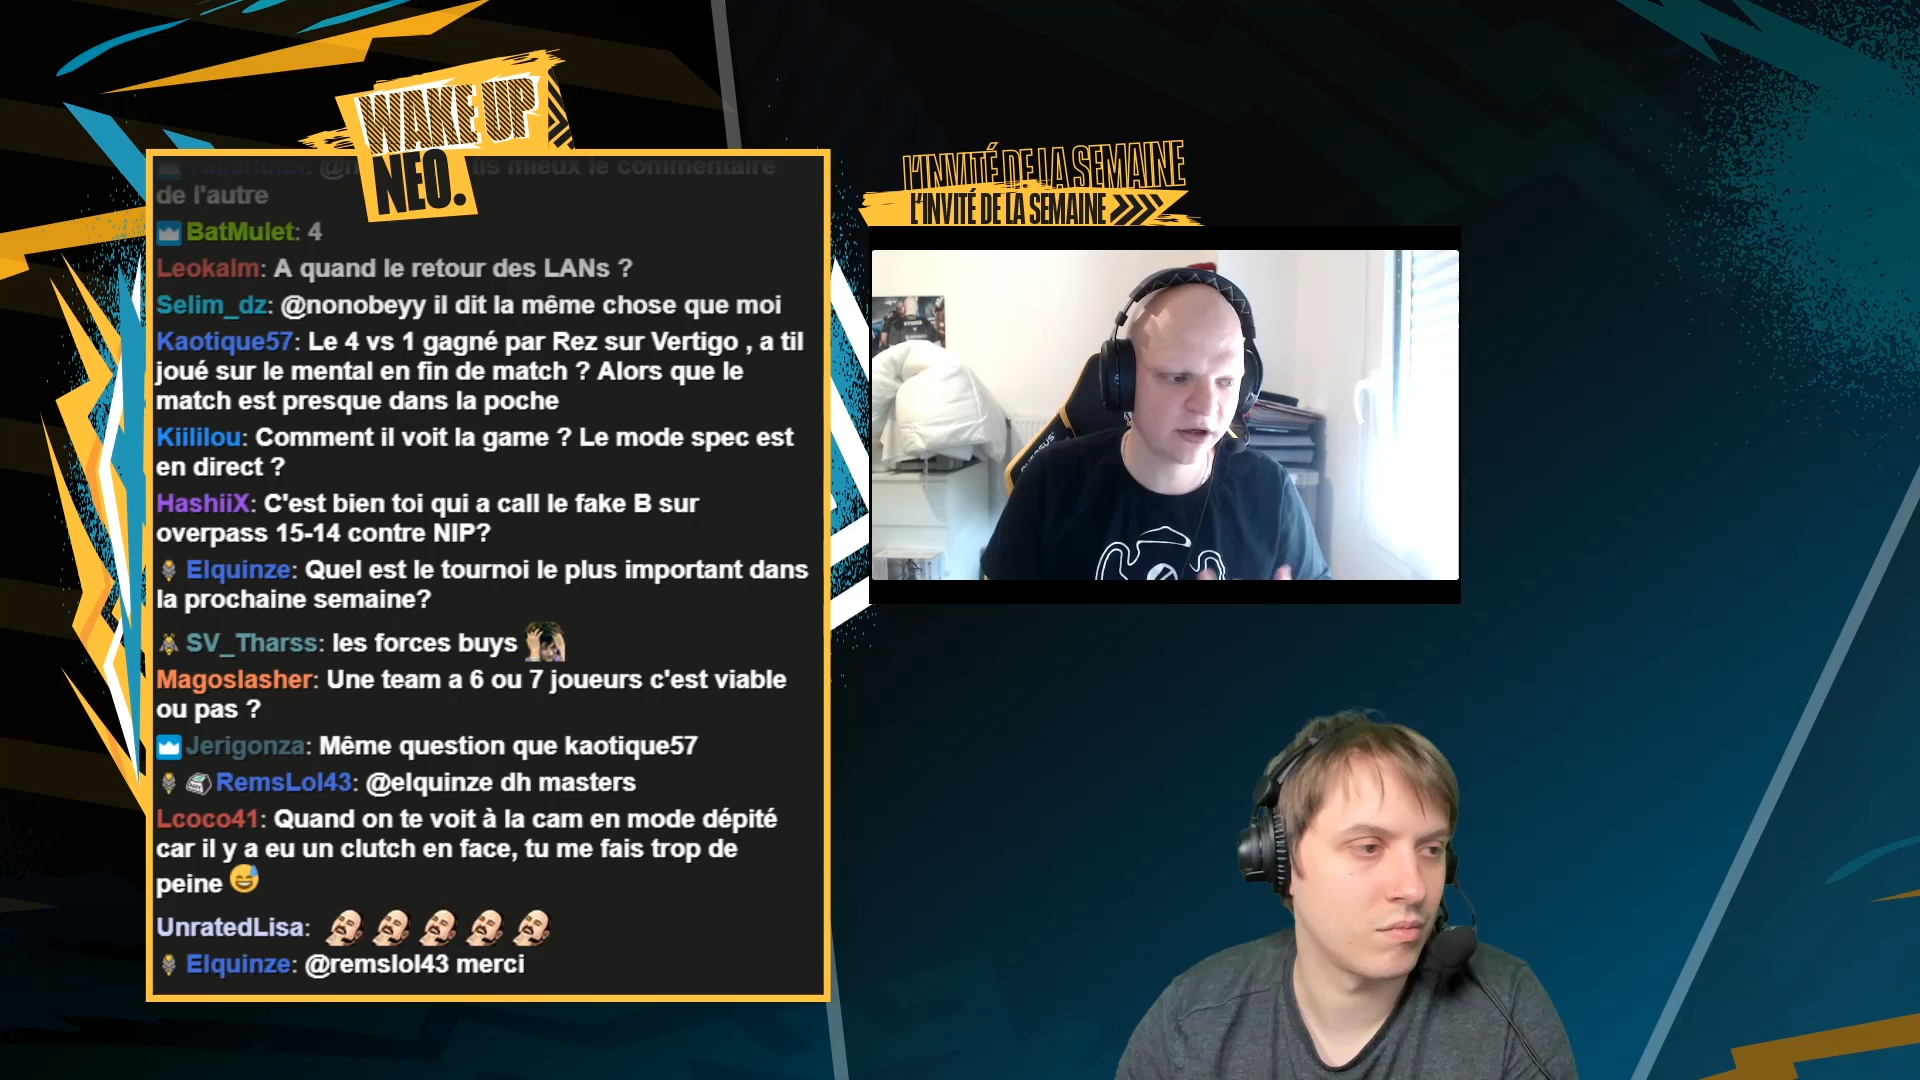 WAKE UP
NEO.
mieux le commentaire
de l'autre
BatMulet: 4
Leokalm: A quand le retour des LANs ?
Selim_dz: @nonobeyy il dit la même chose que moi
Kaotique57: Le 4 vs 1 gagné par Rez sur Vertigo , a til
joué sur le mental en fin de match ? Alors que le
match est presque dans la poche
Kiililou: Comment il voit la game ? Le mode spec est
en direct ?
HashiiX: C'est bien toi qui a call le fake B sur
overpass 15-14 contre NIP?
Elquinze: Quel est le tournoi le plus important dans
la prochaine semaine?
SV_Tharss: les forces buys
Magoslasher: Une team a 6 ou 7 joueurs c'est viable
ou pas ?
Jerigonza: Même question que kaotique57
RemsLol43: @elquinze dh masters
Lcoco41: Quand on te voit à la cam en mode dépité
car il y a eu un clutch en face, tu me fais trop de
peine
UnratedLisa:
Elquinze: @remslol43 merci
L'INVITÉ DE LA SEMAINE
L'INVITÉ DE LA SEMAINE